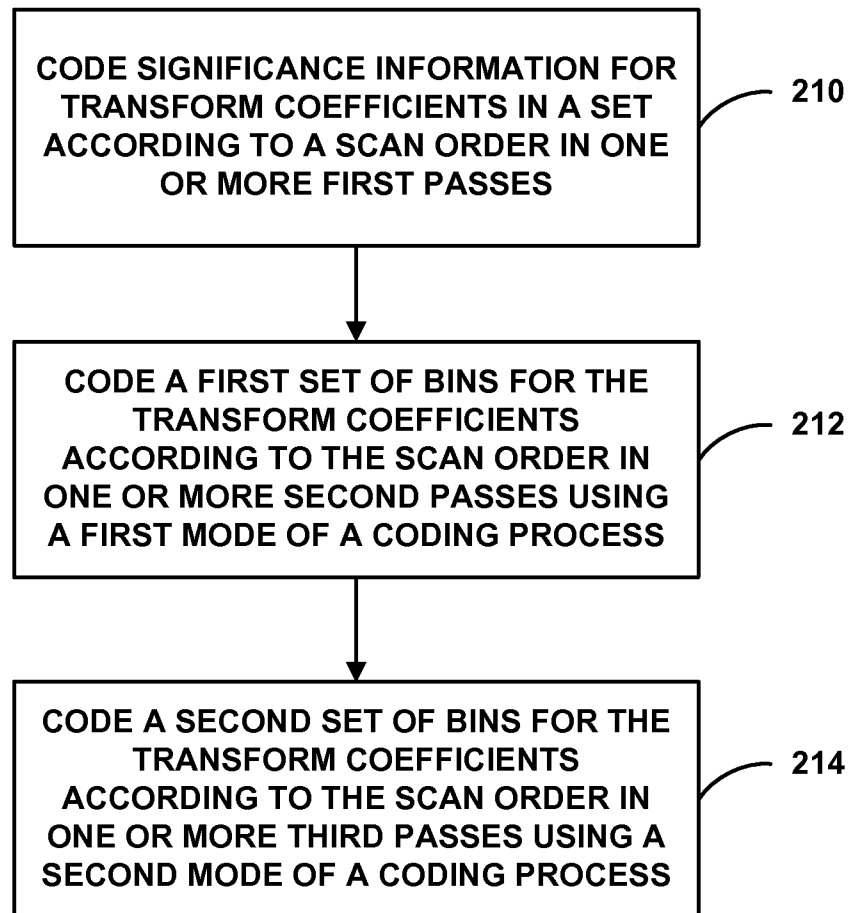 CODE SIGNIFICANCE INFORMATION FOR
TRANSFORM COEFFICIENTS IN A SET
ACCORDING TO A SCAN ORDER IN ONE
OR MORE FIRST PASSES
210
CODE A FIRST SET OF BINS FOR THE
TRANSFORM COEFFICIENTS
ACCORDING TO THE SCAN ORDER IN
ONE OR MORE SECOND PASSES USING
A FIRST MODE OF A CODING PROCESS
212
CODE A SECOND SET OF BINS FOR THE
TRANSFORM COEFFICIENTS
ACCORDING TO THE SCAN ORDER IN
ONE OR MORE THIRD PASSES USING A
SECOND MODE OF A CODING PROCESS
214